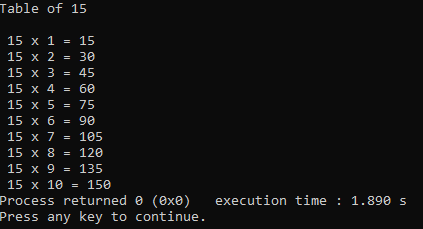 Table of 15
15 x 1 = 15
15 x 2 = 30
15 x 3 = 45
15 x 4 = 60
15 x 5 = 75
15 x 6 = 90
15 x 7 = 105
15 x 8 = 120
15 x 9 = 135
15 x 10 = 150
Process returned 0 (0x0)   execution time : 1.890 s
Press any key to continue.